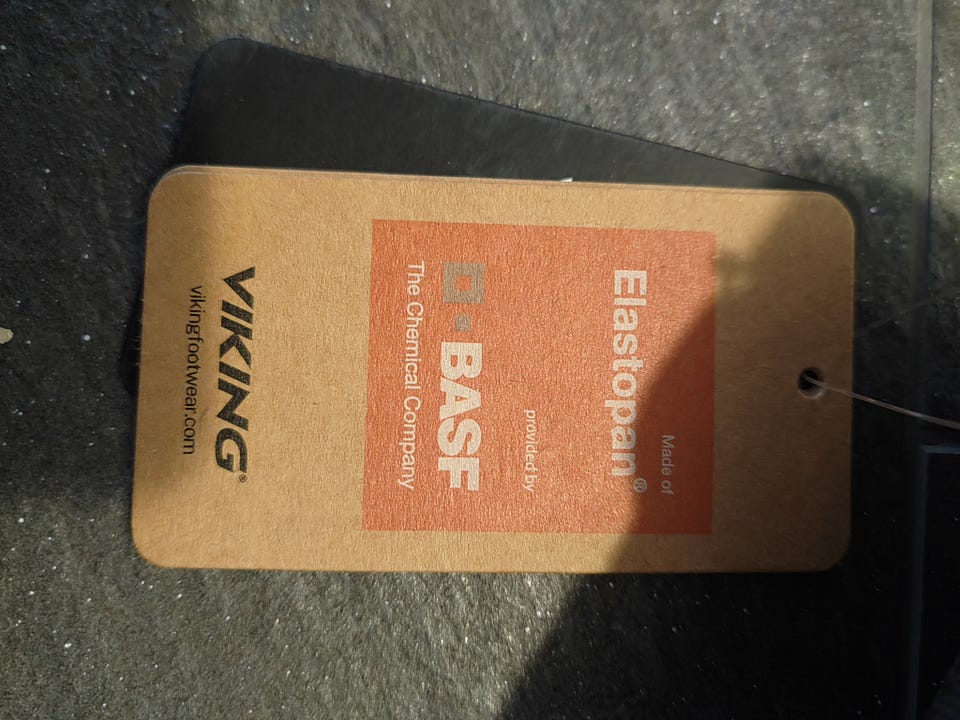 Made of
Elastopan®
provided by
BASF
The Chemical Company
VIKING®
vikingfootwear.com